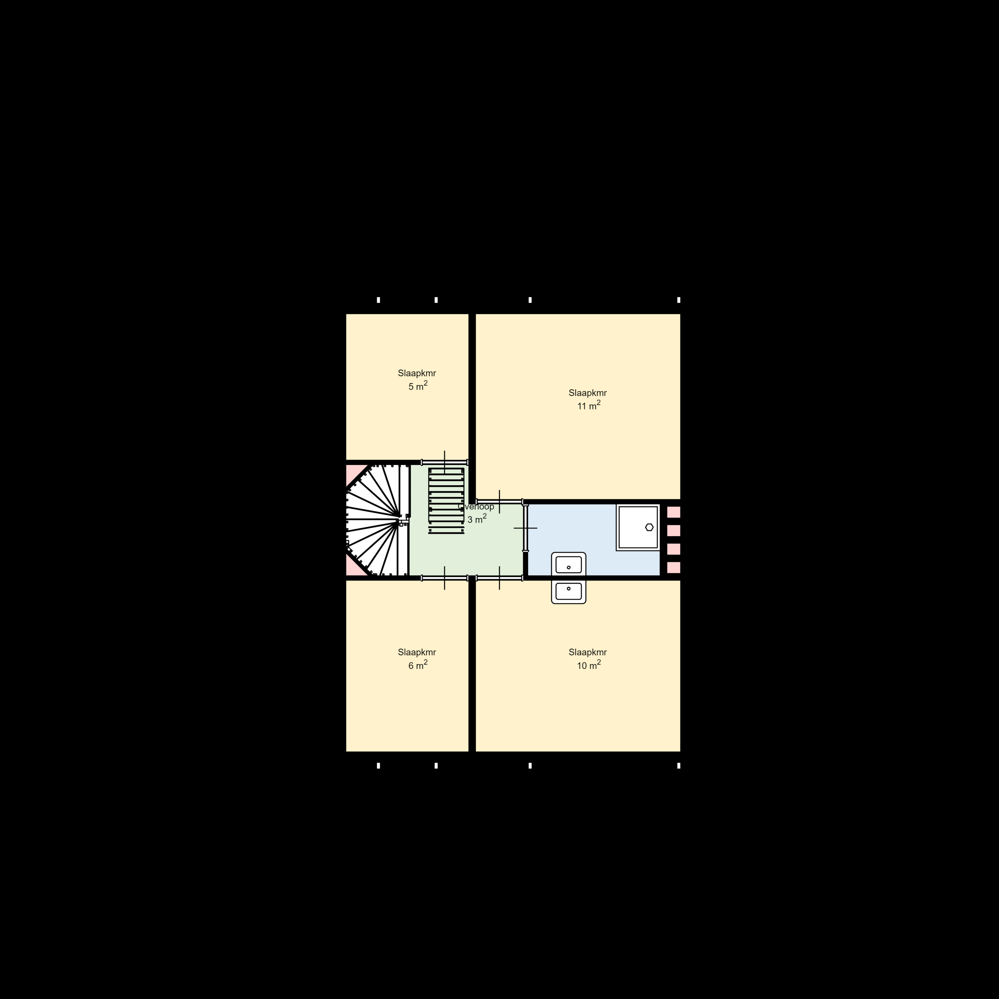 Slaapkmr
5 m²
Slaapkmr
11 m²
Overloop
3 m²
Slaapkmr
6 m²
Slaapkmr
10 m²